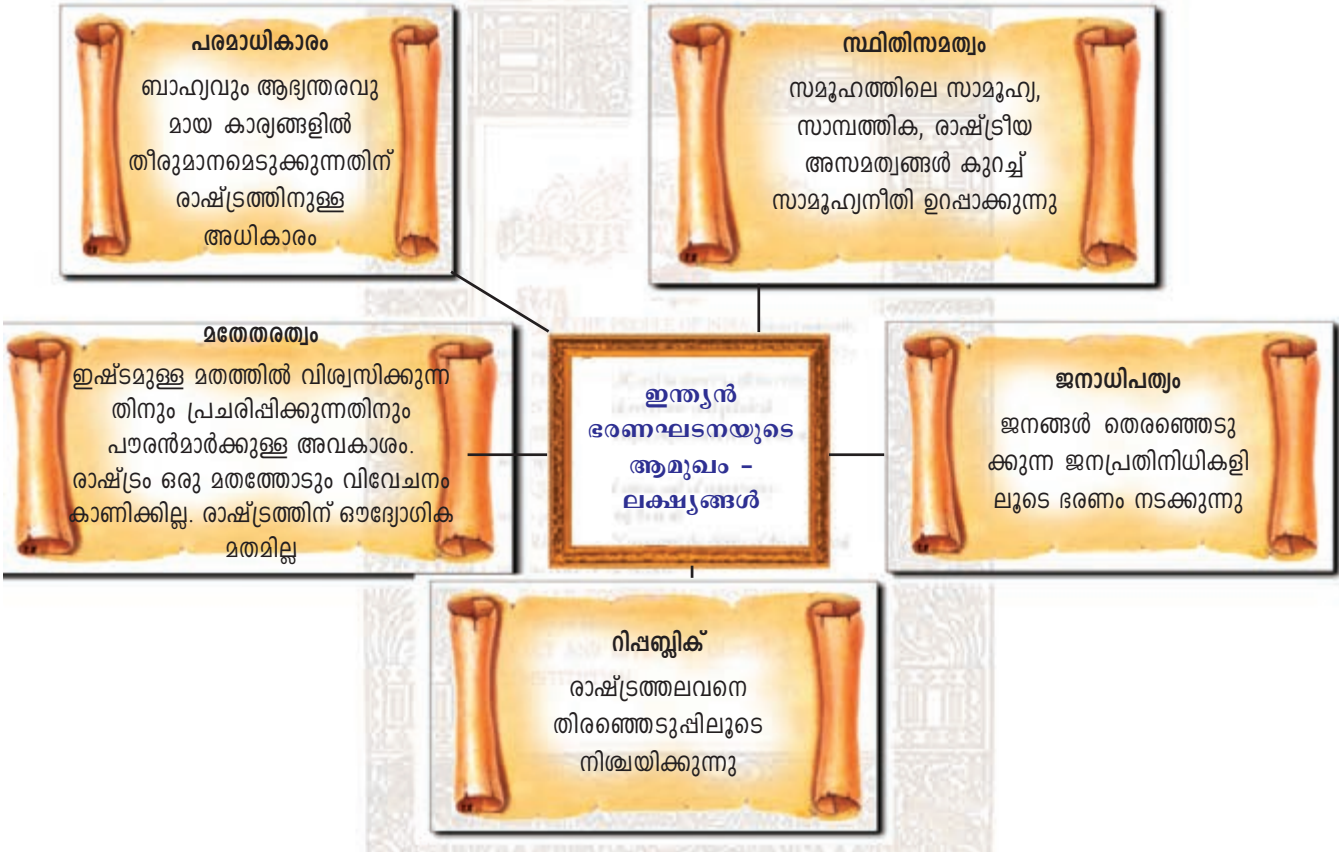 പരമാധികാരം
ബാഹ്യവും ആഭ്യന്തരവു
മായ കാര്യങ്ങളിൽ
തീരുമാനമെടുക്കുന്നതിന്
രാഷ്ട്രത്തിനുള്ള
അധികാരം
സ്ഥിതിസമത്വം
സമൂഹത്തിലെ സാമൂഹ്യ,
സാമ്പത്തിക, രാഷ്ട്രീയ
അസമത്വങ്ങൾ കുറച്ച്
സാമൂഹ്യനീതി ഉറപ്പാക്കുന്നു
മതേതരത്വം
ഇഷ്ടമുള്ള മതത്തിൽ വിശ്വസിക്കുന്ന
തിനും പ്രചരിപ്പിക്കുന്നതിനും
പൗരൻമാർക്കുള്ള അവകാശം.
രാഷ്ട്രം ഒരു മതത്തോടും വിവേചനം
കാണിക്കില്ല. രാഷ്ട്രത്തിന് ഔദ്യോഗിക
മതമില്ല
ഇന്ത്യൻ
ഭരണഘടനയുടെ
ആമുഖം –
ലക്ഷ്യങ്ങൾ
ജനാധിപത്യം
ജനങ്ങൾ തെരഞ്ഞെടു
ക്കുന്ന ജനപ്രതിനിധികളി
ലൂടെ ഭരണം നടക്കുന്നു
റിപ്പബ്ലിക്
രാഷ്ട്രത്തലവനെ
തിരഞ്ഞെടുപ്പിലൂടെ
നിശ്ചയിക്കുന്നു